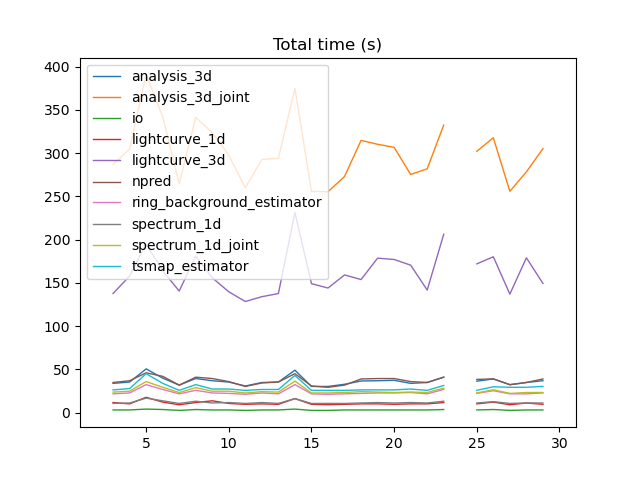 Total time (s)
400
350
300
250
200
150
100
50
0
analysis_3d
analysis_3d_joint
io
lightcurve_1d
lightcurve_3d
npred
ring_background_estimator
spectrum_1d
spectrum_1d_joint
tsmap_estimator
5 10 15 20 25 30